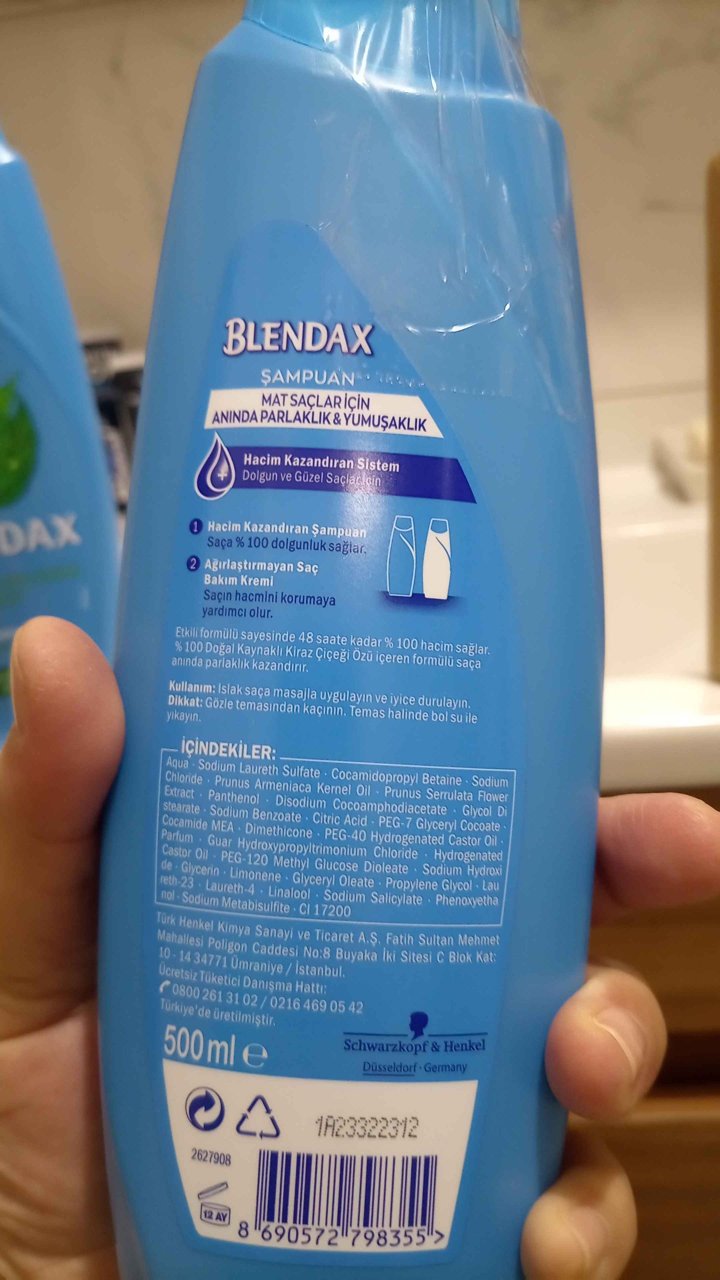 BLENDAX
ŞAMPUAN
MAT SAÇLAR İÇİN
ANINDA PARLAKLIK & YUMUŞAKLIK
Hacim Kazandıran Sistem
Dolgun ve Güzel Saçlar İçin
1 Hacim Kazandıran Şampuan
Saça % 100 dolgunluk sağlar.
2 Ağırlaştırmayan Saç
Bakım Kremi
Saçın hacmini korumaya
yardımcı olur.
Etkili formülü sayesinde 48 saate kadar % 100 hacim sağlar.
% 100 Doğal Kaynaklı Kiraz Çiçeği Özü içeren formülü saça
anında parlaklık kazandırır.
Kullanım: Islak saça masajla uygulayın ve iyice durulayın.
Dikkat: Gözle temasından kaçının. Temas halinde bol su ile
yıkayın.
İÇİNDEKİLER:
Aqua · Sodium Laureth Sulfate · Cocamidopropyl Betaine · Sodium
Chloride · Prunus Armeniaca Kernel Oil · Prunus Serrulata Flower
Extract · Panthenol · Disodium Cocoamphodiacetate · Glycol Di
stearate · Sodium Benzoate · Citric Acid · PEG-7 Glyceryl Cocoate ·
Cocamide MEA · Dimethicone · PEG-40 Hydrogenated Castor Oil ·
Parfum · Guar Hydroxypropyltrimonium Chloride · Hydrogenated
Castor Oil · PEG-120 Methyl Glucose Dioleate · Sodium Hydroxi
de · Glycerin · Limonene · Glyceryl Oleate · Propylene Glycol · Lau
reth-23 · Laureth-4 · Linalool · Sodium Salicylate · Phenoxyetha
nol · Sodium Metabisulfite · CI 17200
Türk Henkel Kimya Sanayi ve Ticaret A.Ş. Fatih Sultan Mehmet
Mahallesi Poligon Caddesi No:8 Buyaka İki Sitesi C Blok Kat:
10 - 14 34771 Ümraniye / İstanbul.
Ücretsiz Tüketici Danışma Hattı:
0800 261 31 02 / 0216 469 05 42
Türkiye'de üretilmiştir.
500 ml e
Schwarzkopf & Henkel
Düsseldorf · Germany
1A23322312
2627908
12 AY
8 690572 798355 >
DAX